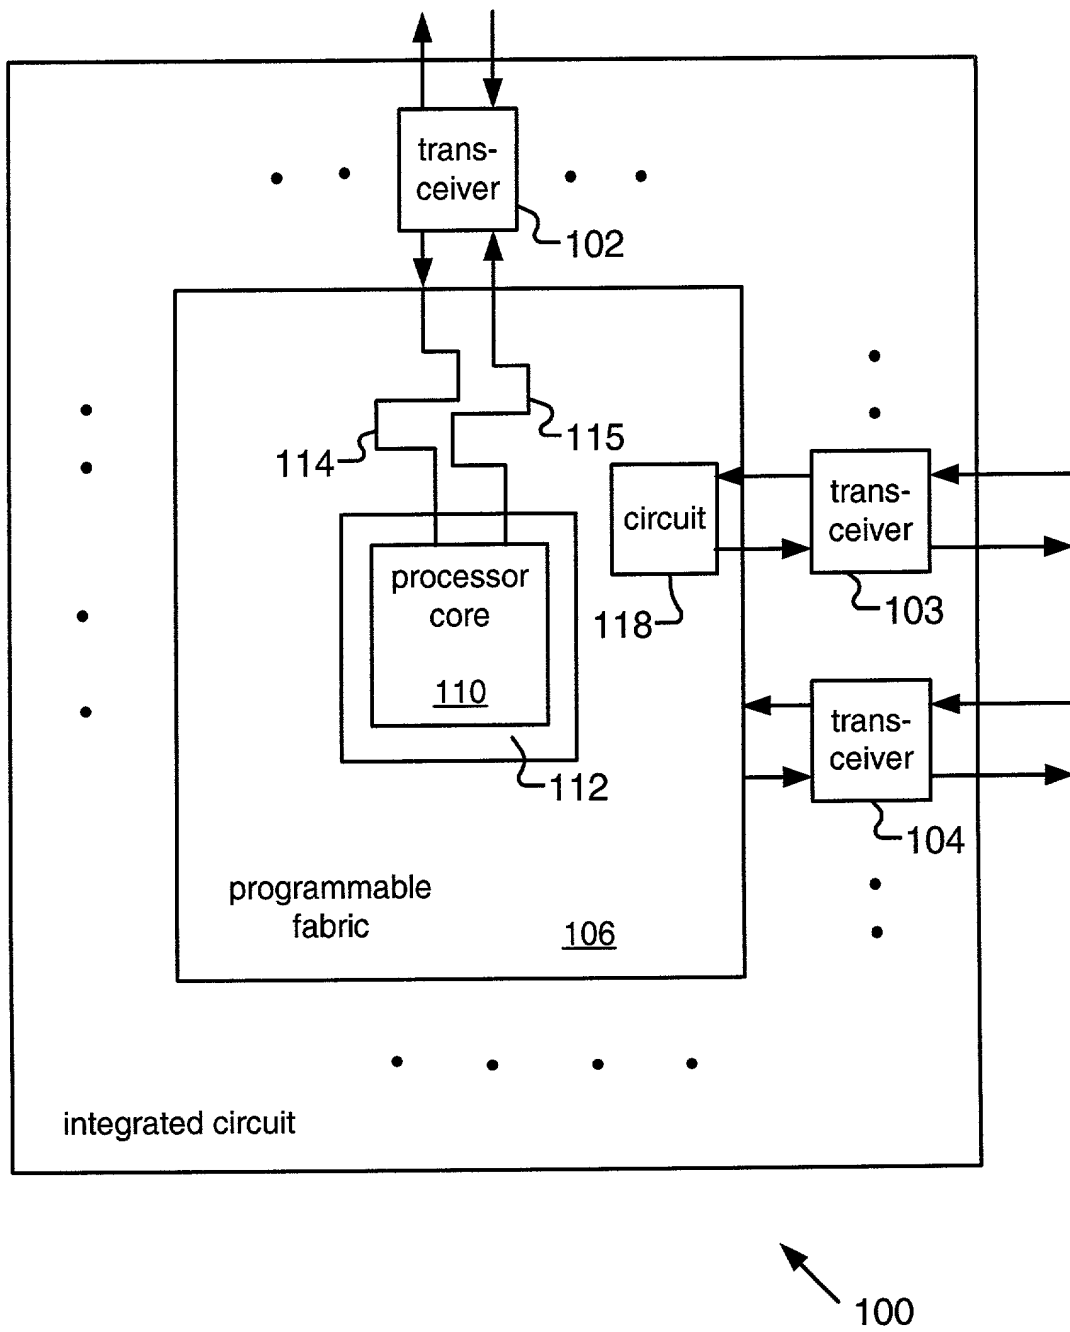 trans-
ceiver
102
114
115
circuit
118
trans-
ceiver
103
processor
core
110
112
trans-
ceiver
104
programmable
fabric
106
integrated circuit
100